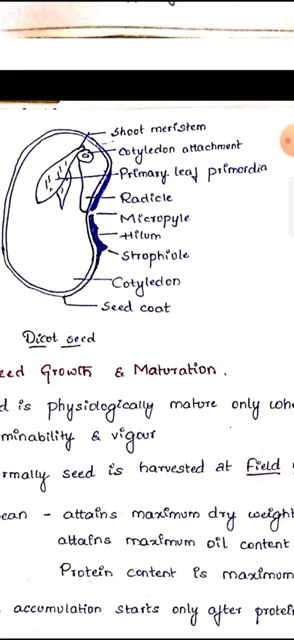 Shoot meristem
Cotyledon attachment
Primary leaf primordia
Radicle
Micropyle
Hilum
Strophiole
Cotyledon
Seed coat
Dicot seed
eed Growth & Maturation.
d is physiologically mature only whe
minability & vigour
rmally seed is harvested at field
ean - attains maximum dry weight
attains maximum oil content
Protein content is maximum
accumulation starts only after protein